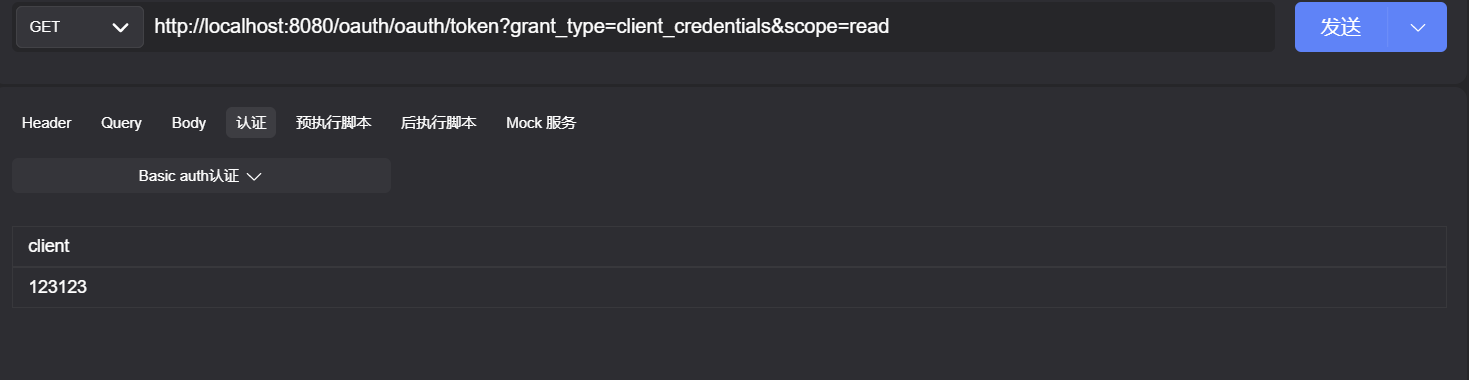 GET http://localhost:8080/oauth/oauth/token?grant_type=client_credentials&scope=read 发送
Header Query Body 认证 预执行脚本 后执行脚本 Mock 服务
Basic auth认证
client
123123